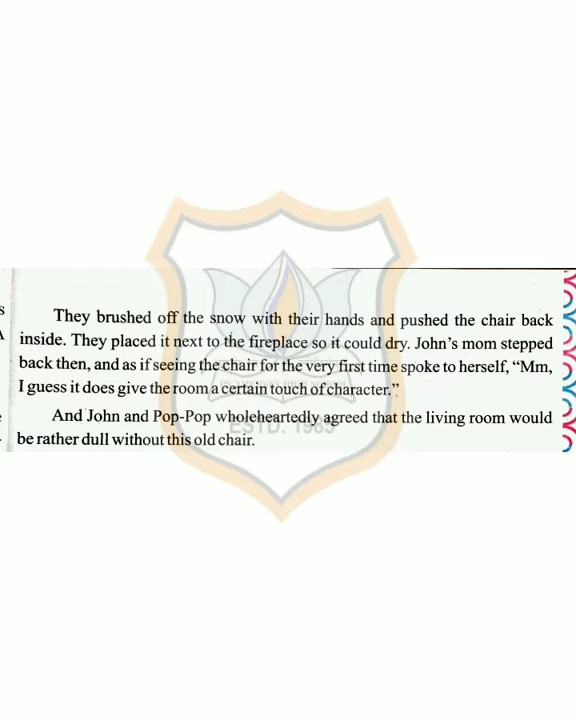 They brushed off the snow with their hands and pushed the chair back
inside. They placed it next to the fireplace so it could dry. John's mom stepped
back then, and as if seeing the chair for the very first time spoke to herself, “Mm,
I guess it does give the room a certain touch of character.”
And John and Pop-Pop wholeheartedly agreed that the living room would
ESTD. 1985
be rather dull without this old chair.